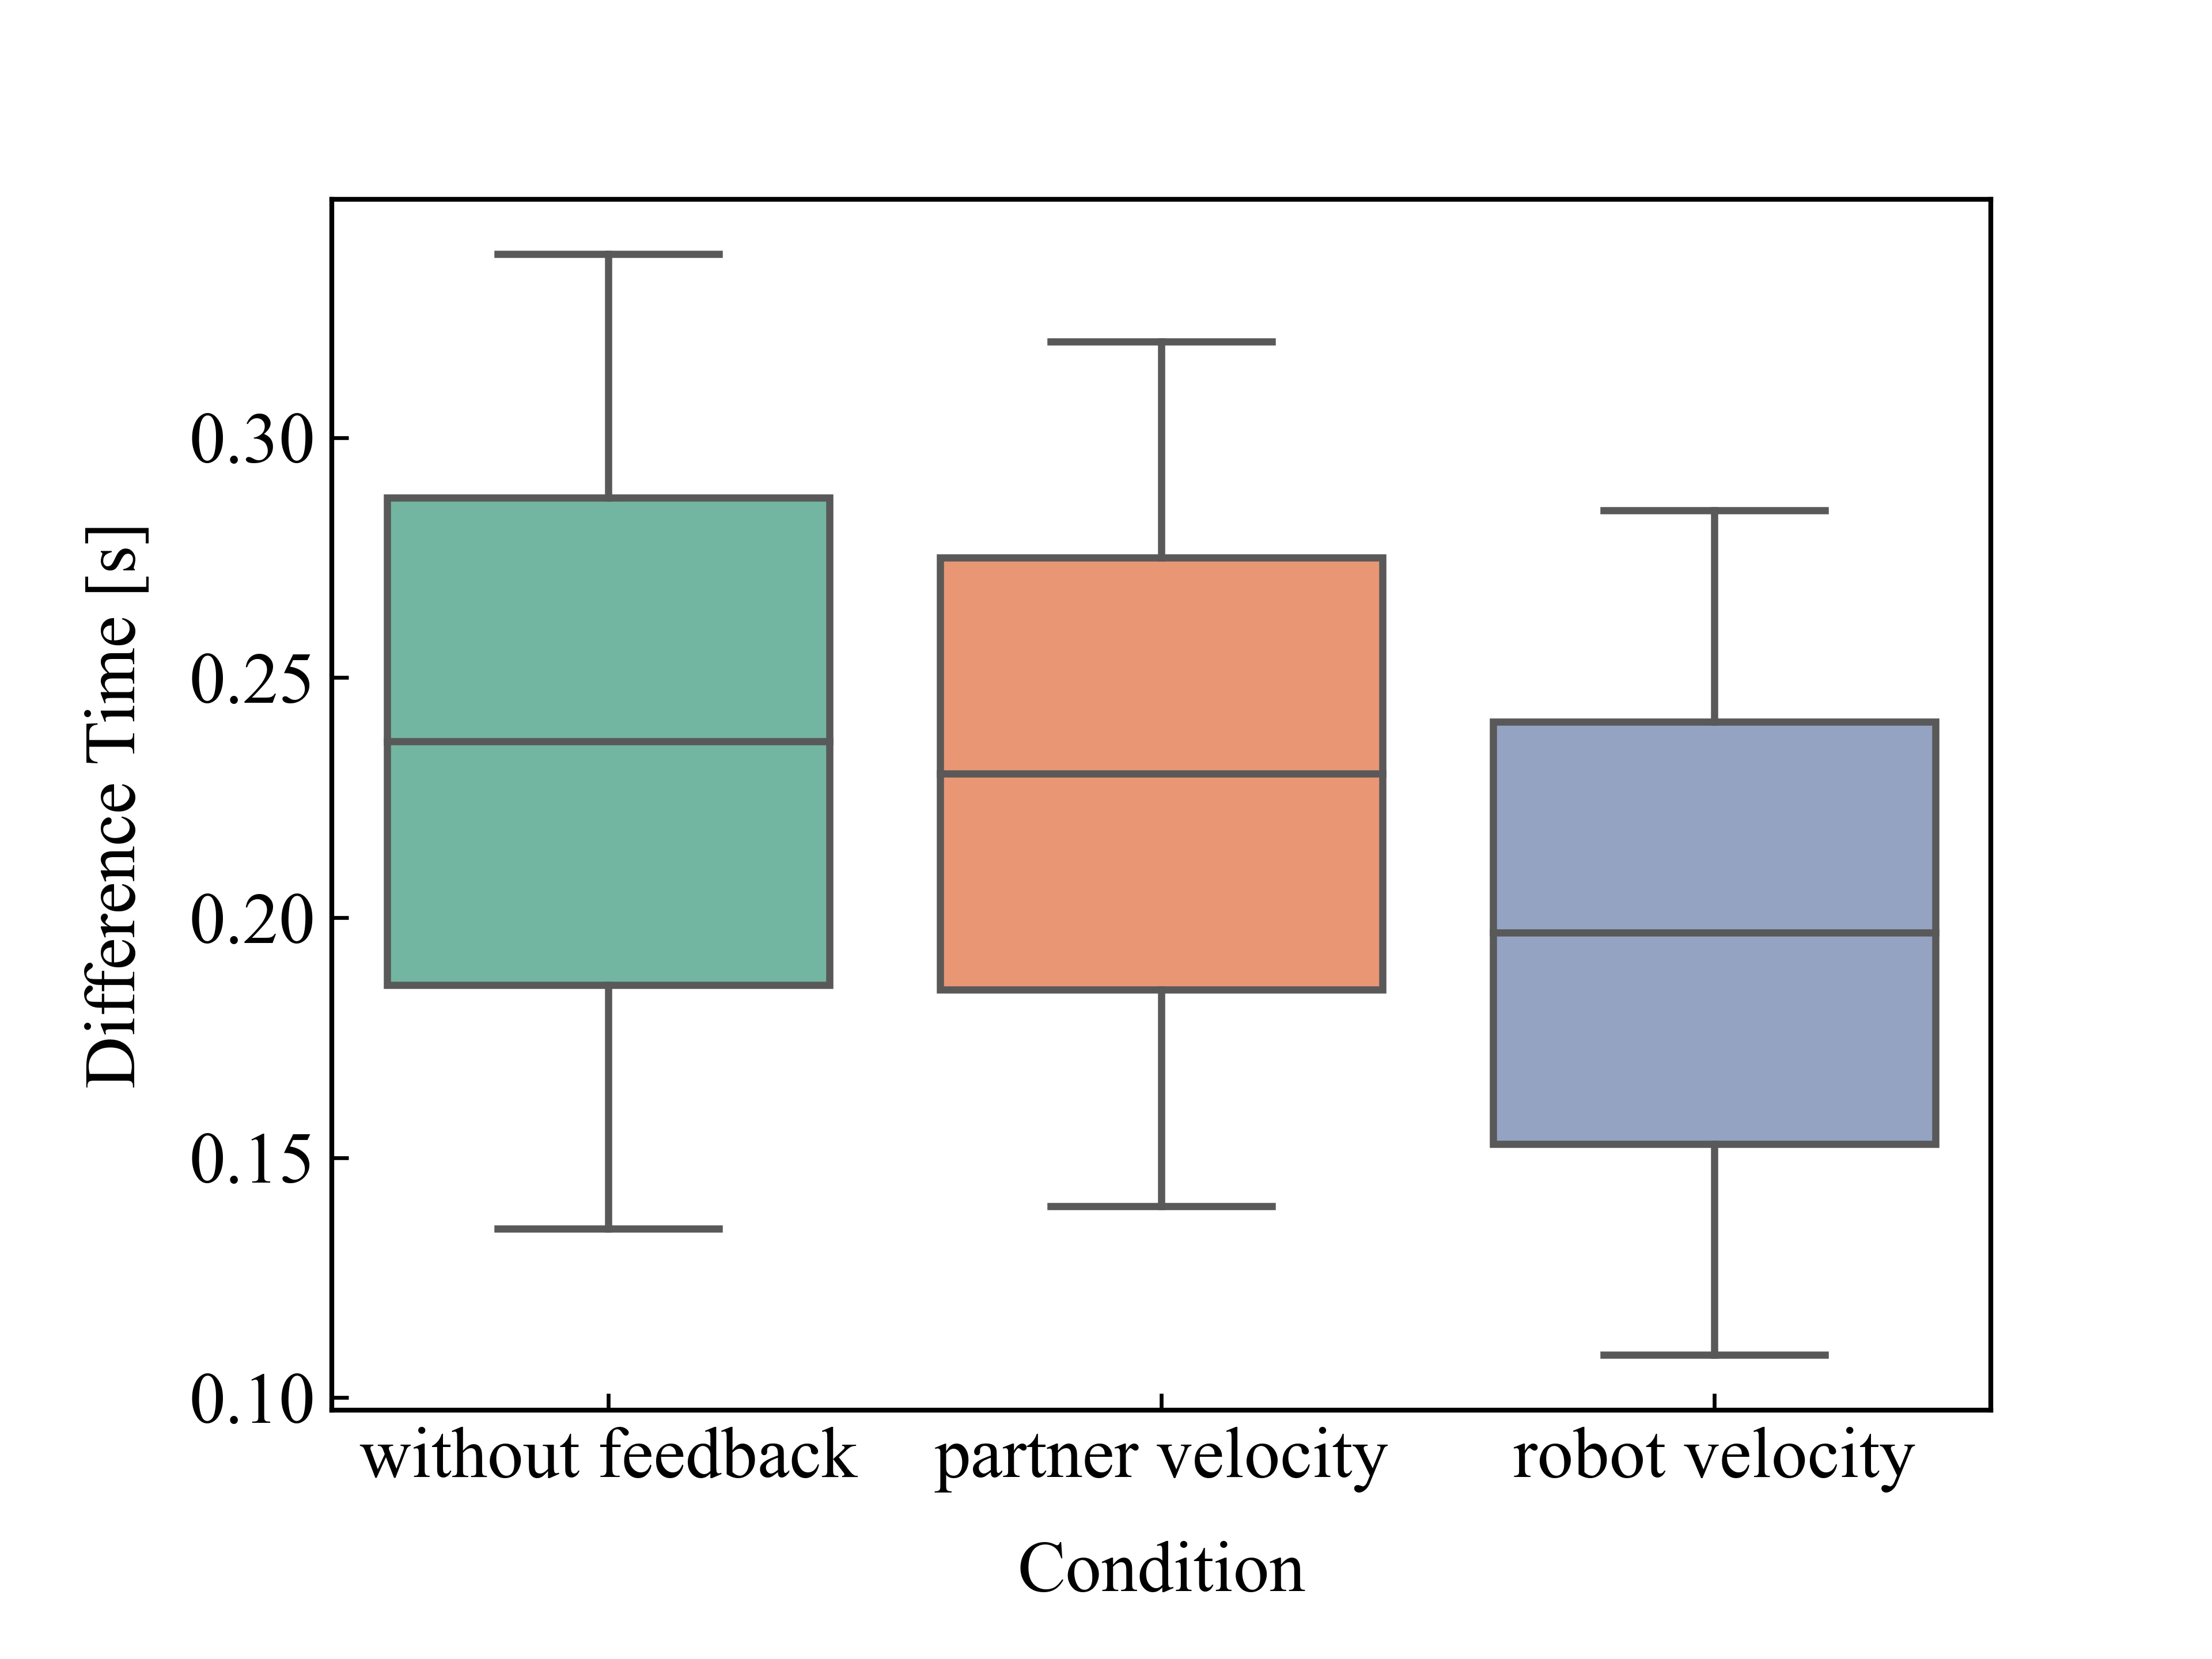 Difference Time [s]
0.30
0.25
0.20
0.15
0.10
without feedback
partner velocity
robot velocity
Condition